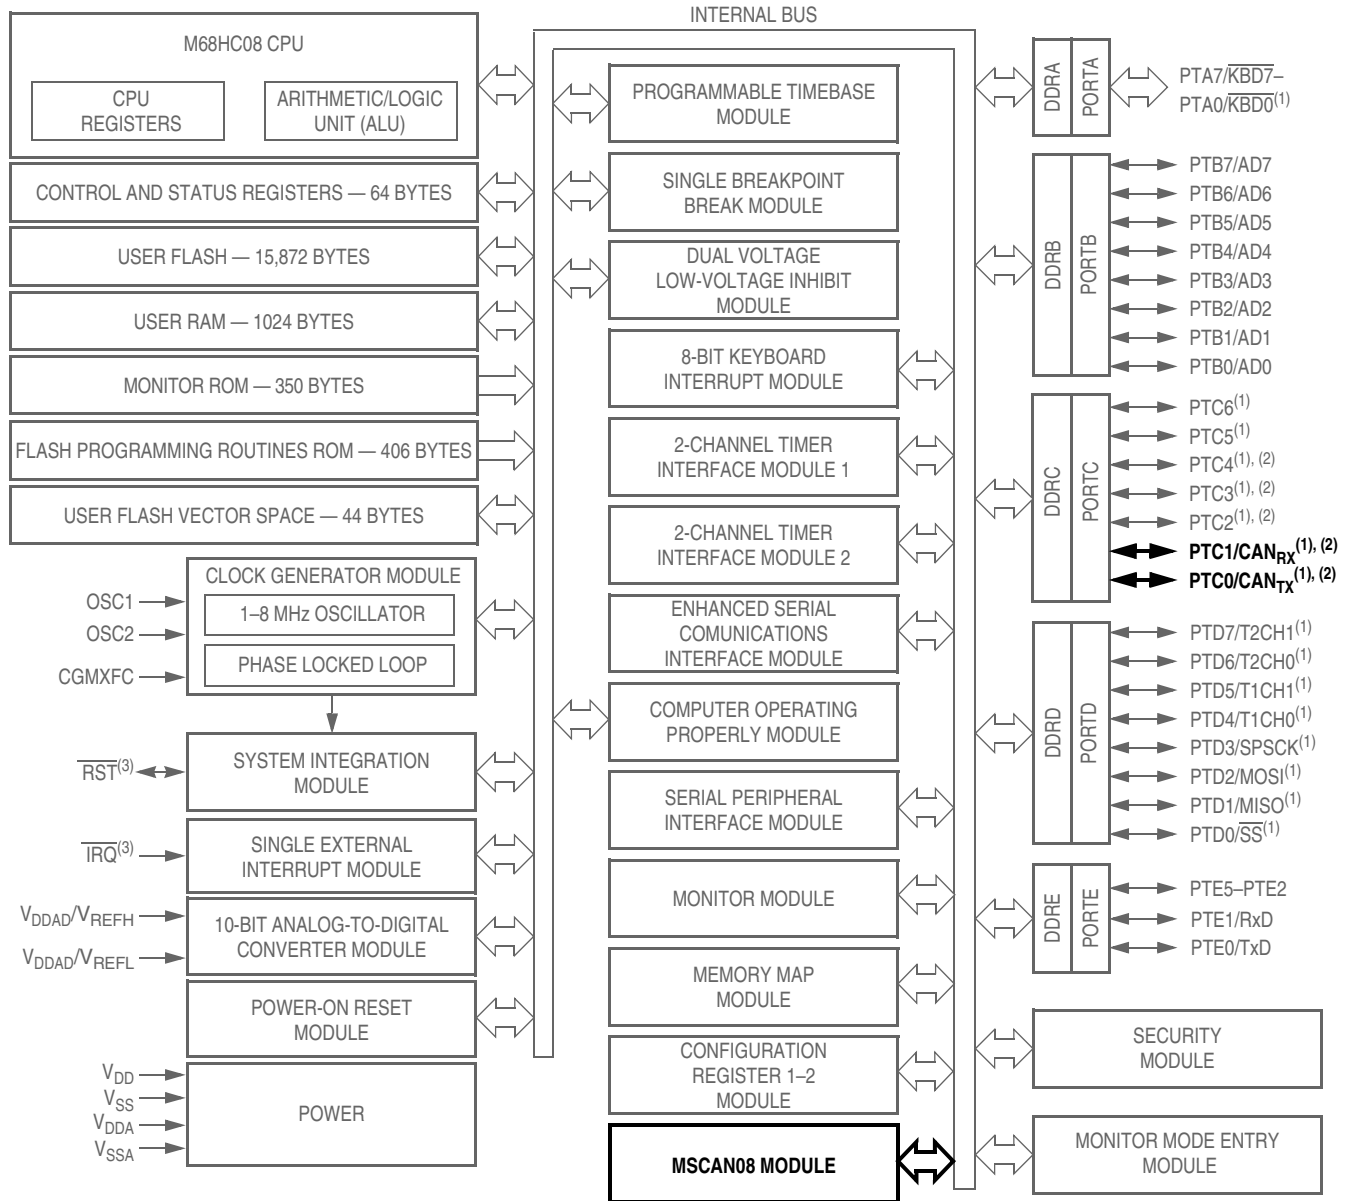 INTERNAL BUS
M68HC08 CPU
CPU
REGISTERS
ARITHMETIC/LOGIC
UNIT (ALU)
CONTROL AND STATUS REGISTERS — 64 BYTES
USER FLASH — 15,872 BYTES
USER RAM — 1024 BYTES
MONITOR ROM — 350 BYTES
FLASH PROGRAMMING ROUTINES ROM — 406 BYTES
USER FLASH VECTOR SPACE — 44 BYTES
CLOCK GENERATOR MODULE
1–8 MHz OSCILLATOR
PHASE LOCKED LOOP
OSC1
OSC2
CGMXFC
SYSTEM INTEGRATION
MODULE
RST(3)
SINGLE EXTERNAL
INTERRUPT MODULE
IRQ(3)
10-BIT ANALOG-TO-DIGITAL
CONVERTER MODULE
VDDAD/VREFH
VDDAD/VREFL
POWER-ON RESET
MODULE
POWER
VDD
VSS
VDDA
VSSA
PROGRAMMABLE TIMEBASE
MODULE
SINGLE BREAKPOINT
BREAK MODULE
DUAL VOLTAGE
LOW-VOLTAGE INHIBIT
MODULE
8-BIT KEYBOARD
INTERRUPT MODULE
2-CHANNEL TIMER
INTERFACE MODULE 1
2-CHANNEL TIMER
INTERFACE MODULE 2
ENHANCED SERIAL
COMUNICATIONS
INTERFACE MODULE
COMPUTER OPERATING
PROPERLY MODULE
SERIAL PERIPHERAL
INTERFACE MODULE
MONITOR MODULE
MEMORY MAP
MODULE
CONFIGURATION
REGISTER 1–2
MODULE
MSCAN08 MODULE
DDRA
PORTA
PTA7/KBD7–
PTA0/KBD0(1)
DDRB
PORTB
PTB7/AD7
PTB6/AD6
PTB5/AD5
PTB4/AD4
PTB3/AD3
PTB2/AD2
PTB1/AD1
PTB0/AD0
DDRC
PORTC
PTC6(1)
PTC5(1)
PTC4(1), (2)
PTC3(1), (2)
PTC2(1), (2)
PTC1/CANRX(1), (2)
PTC0/CANTX(1), (2)
DDRD
PORTD
PTD7/T2CH1(1)
PTD6/T2CH0(1)
PTD5/T1CH1(1)
PTD4/T1CH0(1)
PTD3/SPSCK(1)
PTD2/MOSI(1)
PTD1/MISO(1)
PTD0/SS(1)
DDRE
PORTE
PTE5–PTE2
PTE1/RxD
PTE0/TxD
SECURITY
MODULE
MONITOR MODE ENTRY
MODULE